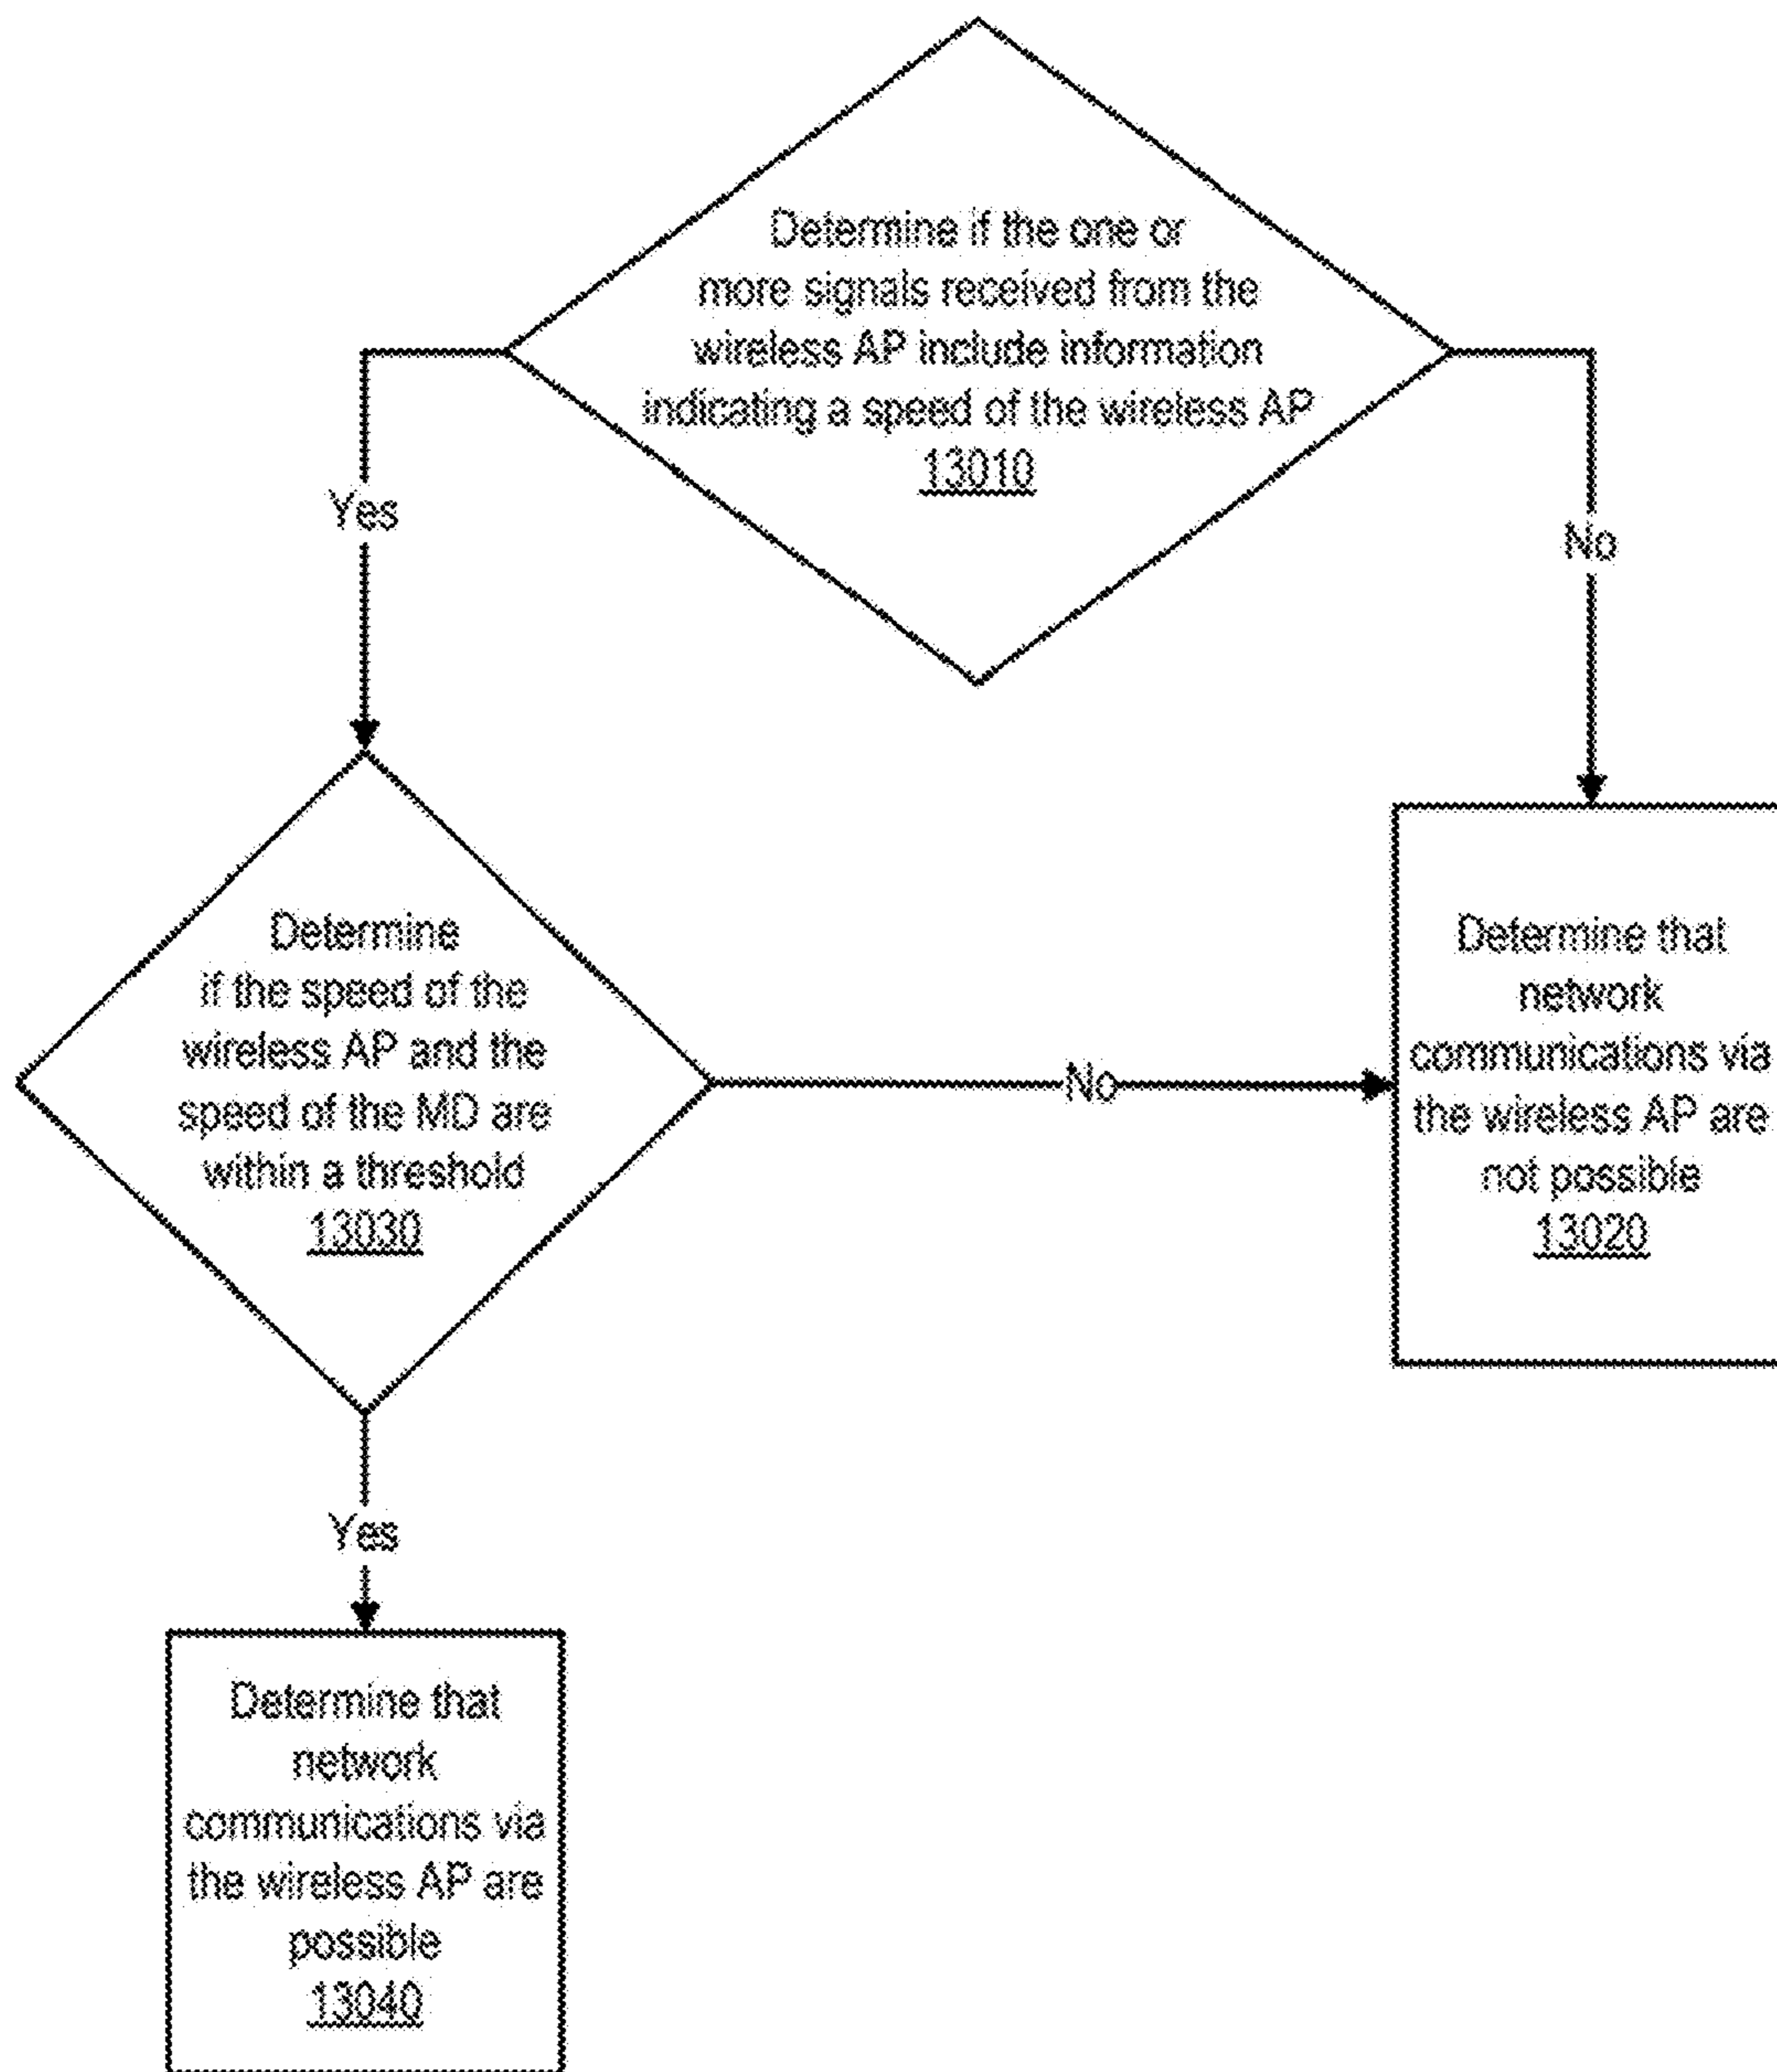 Determine if the one or
more signals received from the
wireless AP include information
indicating a speed of the wireless AP
13010
Yes
No
Determine
if the speed of the
wireless AP and the
speed of the MD are
within a threshold
13030
No
Determine that
network
communications via
the wireless AP are
not possible
13020
Yes
Determine that
network
communications via
the wireless AP are
possible
13040